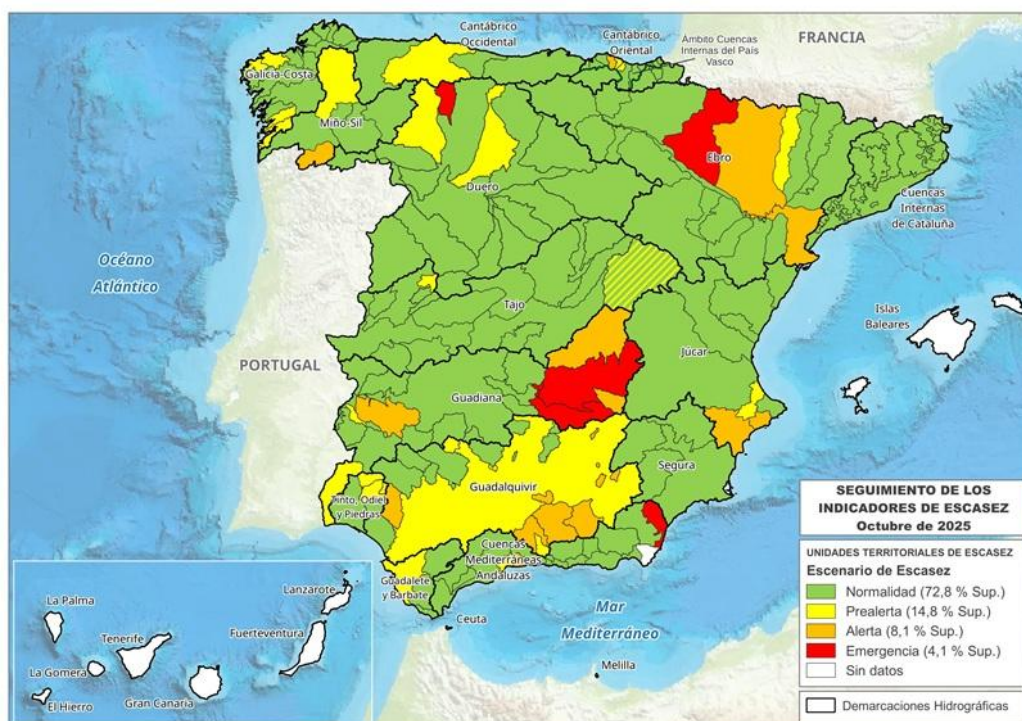 Cantábrico
Occidental
Cantábrico
Oriental
Ámbito Cuencas
Internas del País
Vasco
FRANCIA
Galicia-Costa
Miño-Sil
Duero
Ebro
Cuencas
Internas
de Cataluña
Océano
Atlántico
PORTUGAL
Tajo
Júcar
Islas
Baleares
Guadiana
Segura
Guadalquivir
Tinto, Odiel
y Piedras
Cuencas
Mediterráneas
Andaluzas
Guadalete
y Barbate
Ceuta
Mar
Mediterráneo
Melilla
La Palma
Tenerife
La Gomera
El Hierro
Gran Canaria
Fuerteventura
Lanzarote
SEGUIMIENTO DE LOS
INDICADORES DE ESCASEZ
Octubre de 2025
UNIDADES TERRITORIALES DE ESCASEZ
Escenario de Escasez
Normalidad (72,8 % Sup.)
Prealerta (14,8 % Sup.)
Alerta (8,1 % Sup.)
Emergencia (4,1 % Sup.)
Sin datos
Demarcaciones Hidrográficas